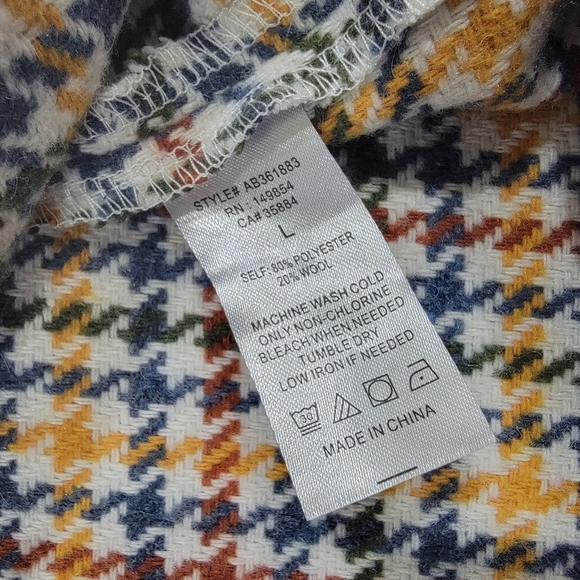 STYLE# AB361883
RN : 149854
CA# 35884
L
SELF: 80% POLYESTER
20% WOOL
MACHINE WASH COLD
ONLY NON-CHLORINE
BLEACH WHEN NEEDED
TUMBLE DRY
LOW IRON IF NEEDED
MADE IN CHINA